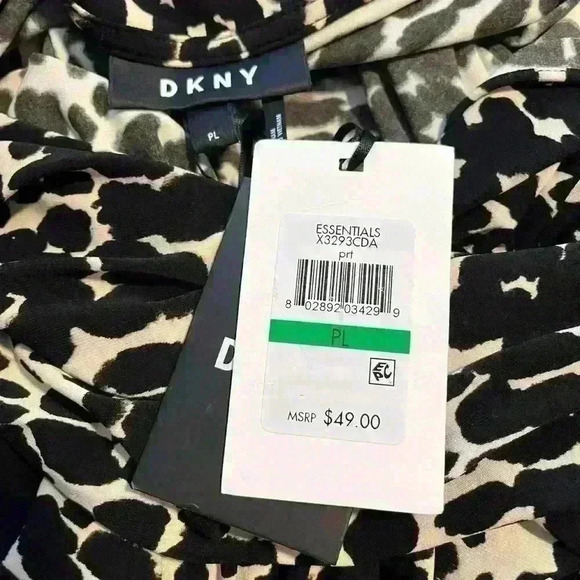 DKNY
PL
ESSENTIALS
X3293CDA
prt
8 02892 03429 9
PL
D
MSRP $49.00